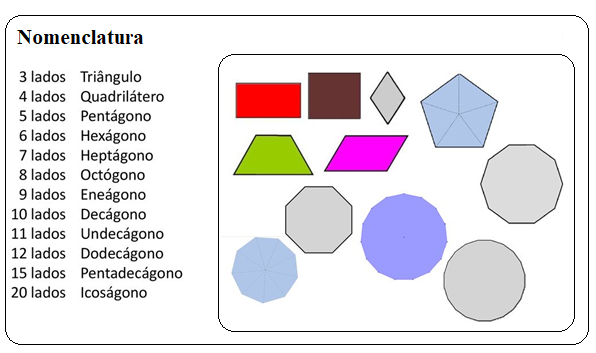 Nomenclatura
3 lados Triângulo
4 lados Quadrilátero
5 lados Pentágono
6 lados Hexágono
7 lados Heptágono
8 lados Octógono
9 lados Eneágono
10 lados Decágono
11 lados Undecágono
12 lados Dodecágono
15 lados Pentadecágono
20 lados Icoságono